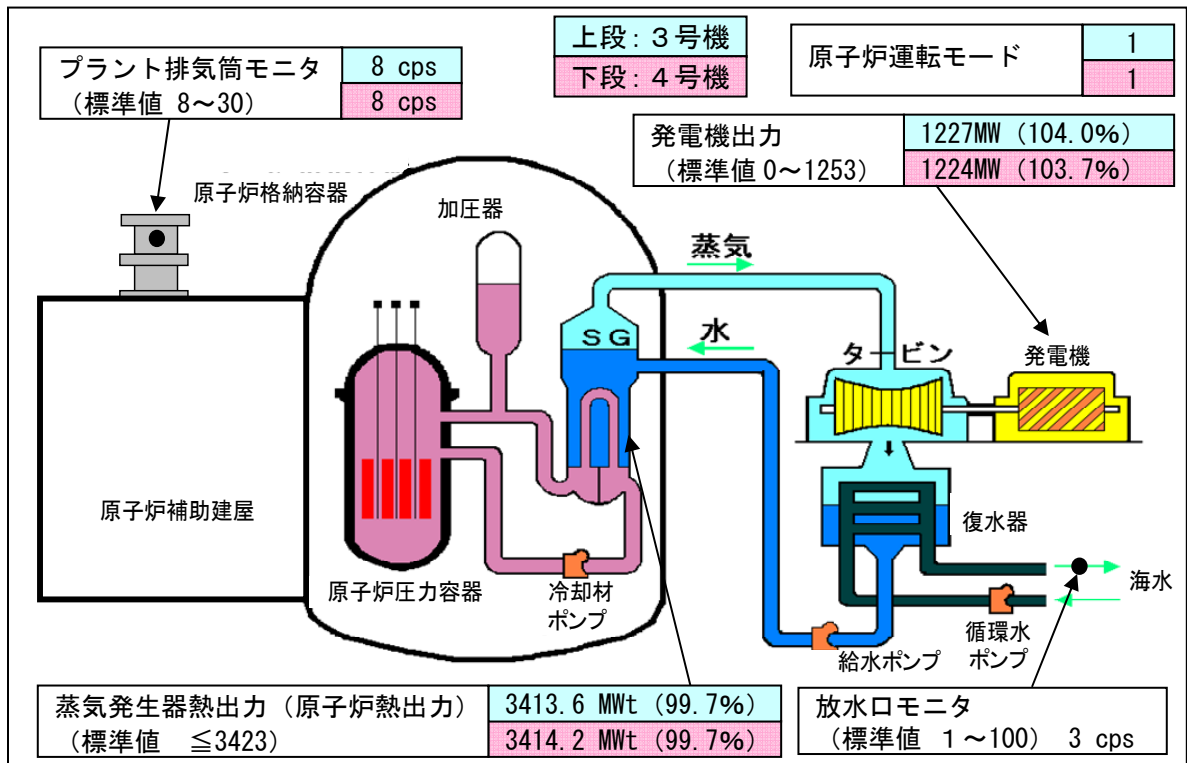 上段:３号機
下段:４号機
プラント排気筒モニタ
(標準値 8～30)
8 cps
8 cps
原子炉運転モード
1
1
発電機出力
(標準値 0～1253)
1227MW (104.0%)
1224MW (103.7%)
原子炉格納容器
加圧器
蒸気
水
ＳＧ
タービン
発電機
原子炉補助建屋
復水器
海水
原子炉圧力容器
冷却材
ポンプ
給水ポンプ
循環水
ポンプ
蒸気発生器熱出力 (原子炉熱出力)
(標準値 ≦3423)
3413.6 MWt (99.7%)
3414.2 MWt (99.7%)
放水口モニタ
(標準値 １～100) 3 cps